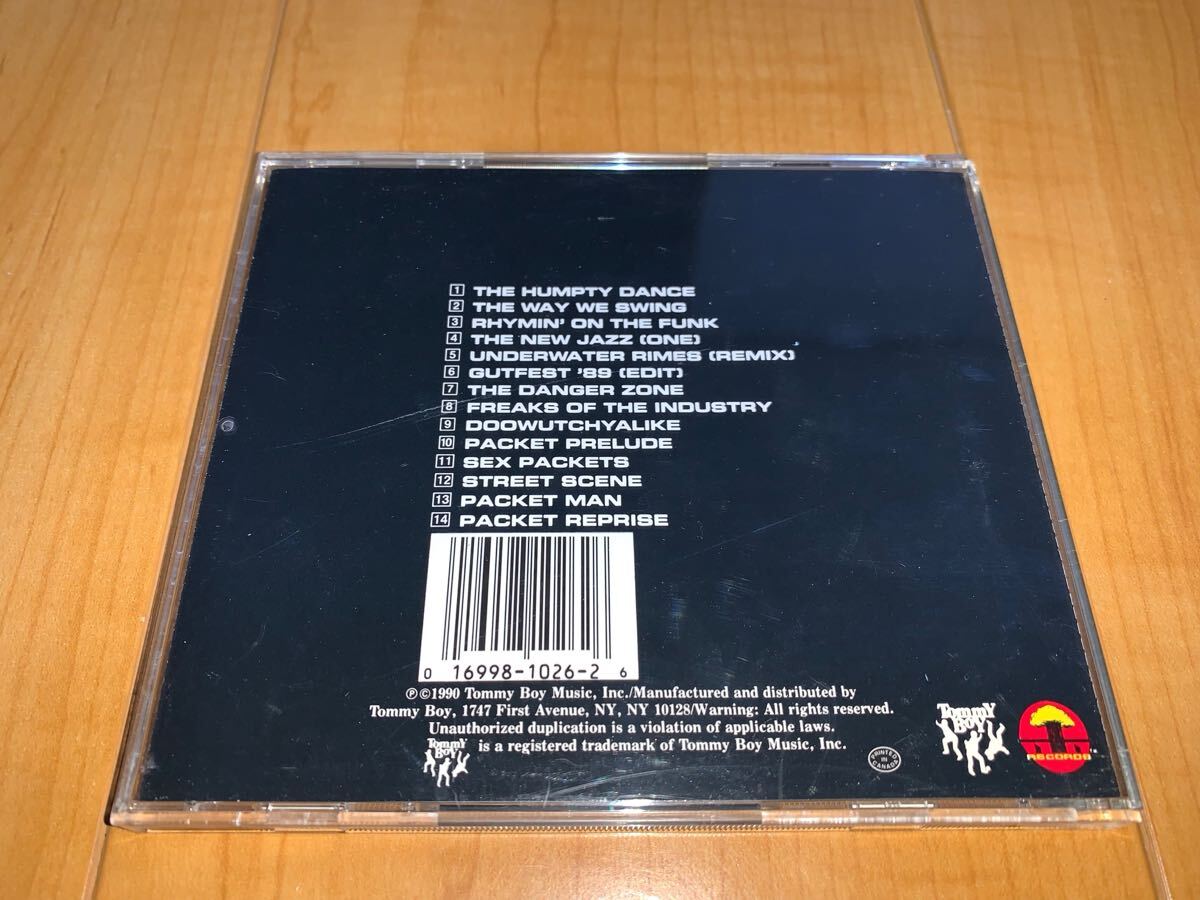 1 THE HUMPTY DANCE
2 THE WAY WE SWING
3 RHYMIN' ON THE FUNK
4 THE NEW JAZZ (ONE)
5 UNDERWATER RIMES (REMIX)
6 GUTFEST '89 (EDIT)
7 THE DANGER ZONE
8 FREAKS OF THE INDUSTRY
9 DOOWUTCHYALIKE
10 PACKET PRELUDE
11 SEX PACKETS
12 STREET SCENE
13 PACKET MAN
14 PACKET REPRISE
0 16998-1026-2 6
℗©1990 Tommy Boy Music, Inc./Manufactured and distributed by
Tommy Boy, 1747 First Avenue, NY, NY 10128/Warning: All rights reserved.
Unauthorized duplication is a violation of applicable laws.
Tommy Boy is a registered trademark of Tommy Boy Music, Inc.
PRINTED IN CANADA
Tommy
Boy
RECORDS